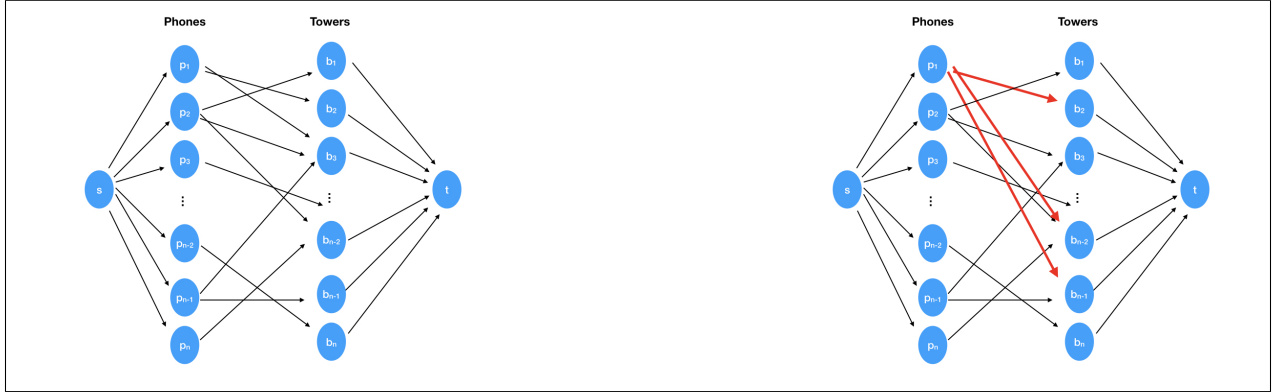 Phones Towers
p1 b1
p2 b2
p3 b3
s t
⋮ ⋮
pn-2 bn-2
pn-1 bn-1
pn bn
Phones Towers
p1 b1
p2 b2
p3 b3
s t
⋮ ⋮
pn-2 bn-2
pn-1 bn-1
pn bn